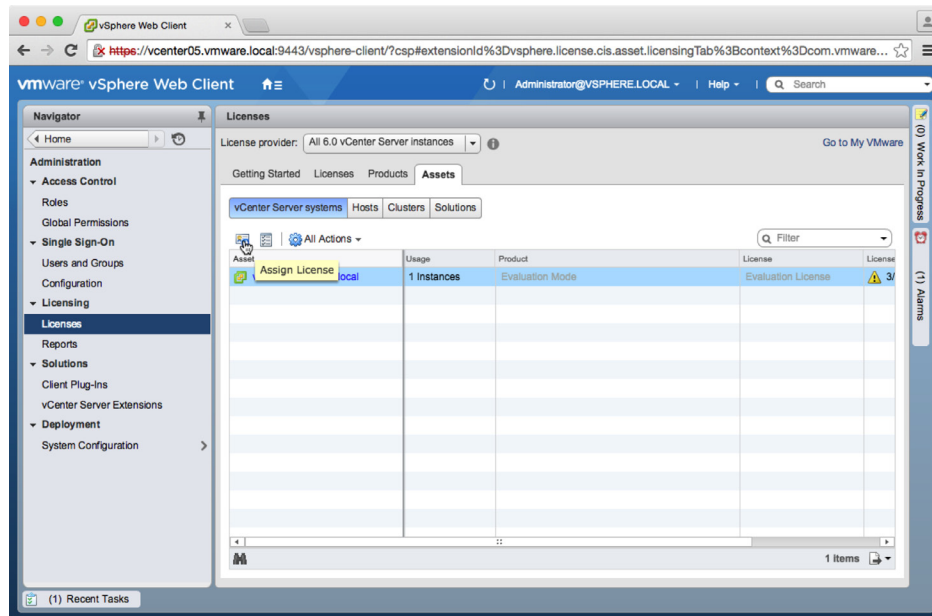 vSphere Web Client
https://vcenter05.vmware.local:9443/vsphere-client/?csp#extensionId%3Dvsphere.license.cis.asset.licensingTab%3Bcontext%3Dcom.vmware...
vmware® vSphere Web Client
Administrator@VSPHERE.LOCAL
Help
Search
Navigator
Home
Administration
Access Control
Roles
Global Permissions
Single Sign-On
Users and Groups
Configuration
Licensing
Licenses
Reports
Solutions
Client Plug-Ins
vCenter Server Extensions
Deployment
System Configuration
Licenses
License provider: All 6.0 vCenter Server instances
Go to My VMware
Getting Started Licenses Products Assets
vCenter Server systems Hosts Clusters Solutions
All Actions
Filter
Asset Usage Product License License
local 1 Instances Evaluation Mode Evaluation License 3/
Assign License
1 items
(0) Work In Progress
(1) Alarms
(1) Recent Tasks